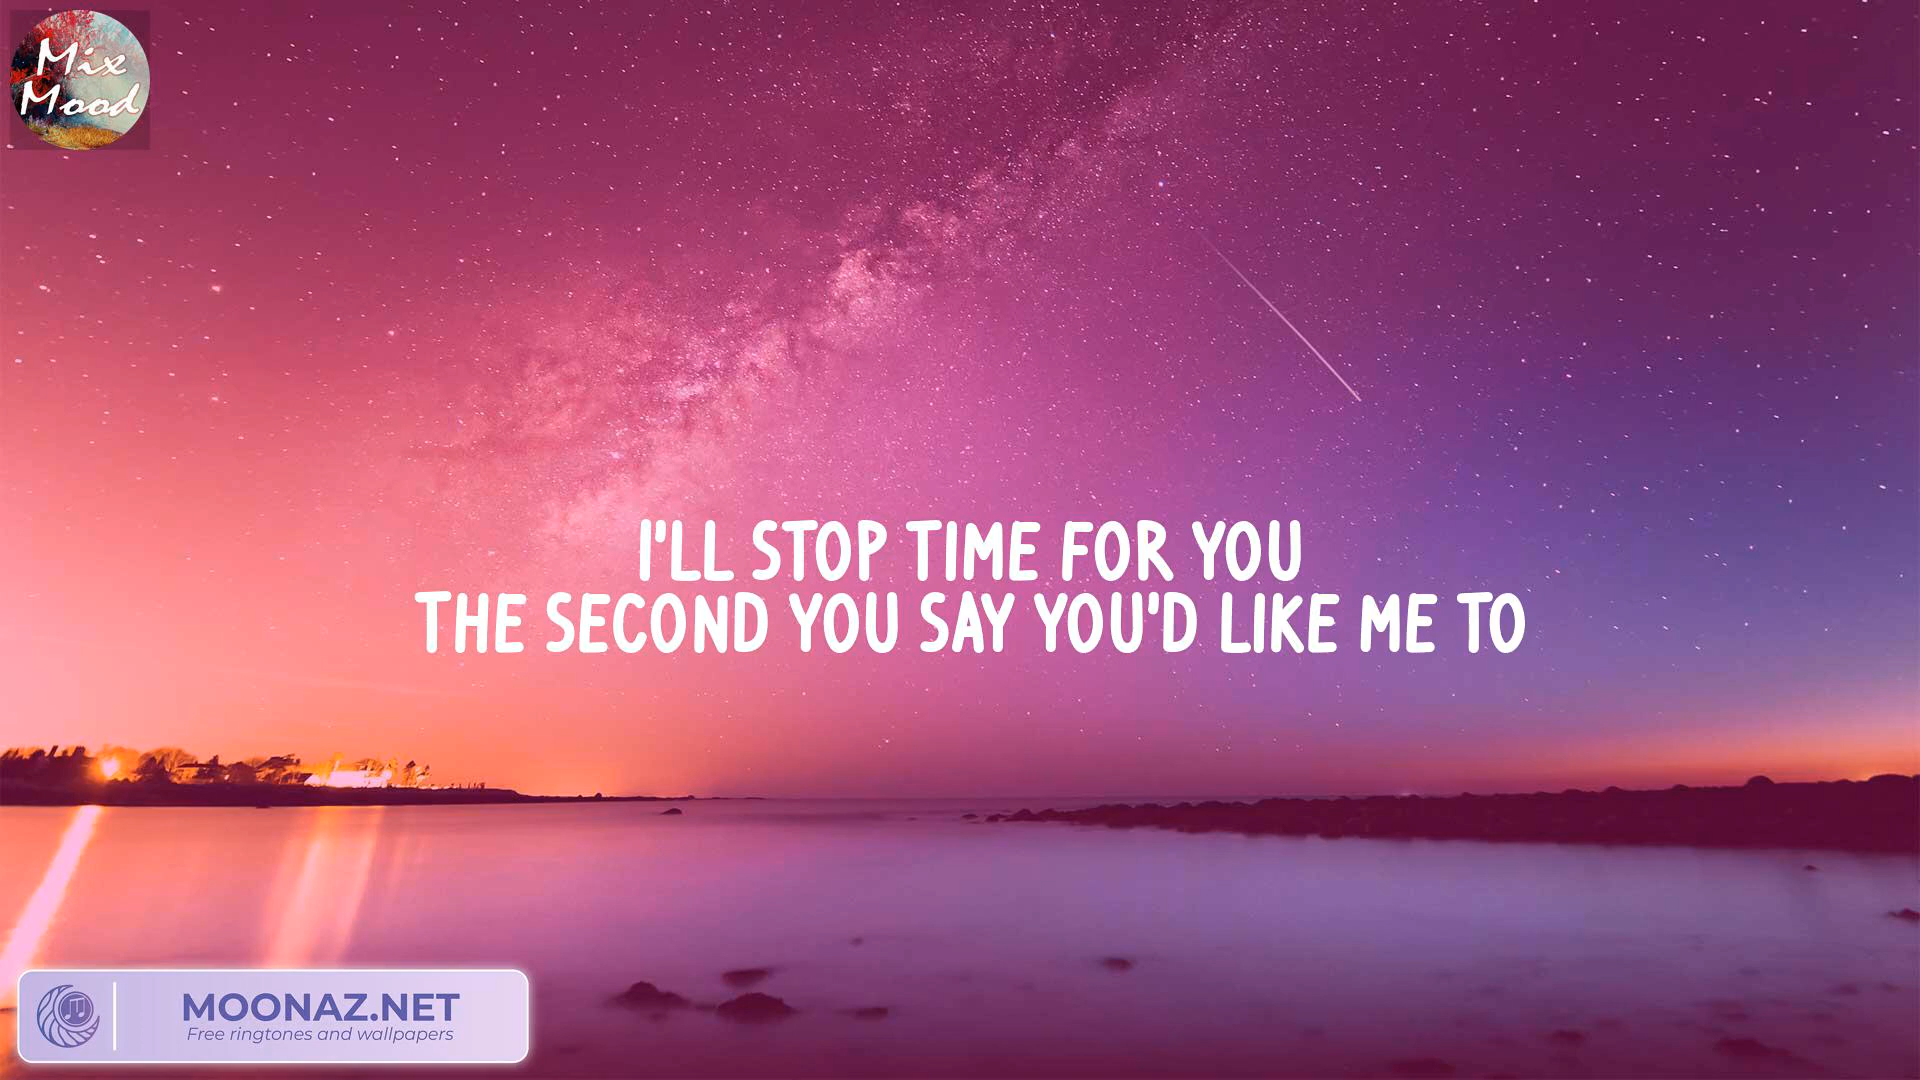 Mix
Mood
I'LL STOP TIME FOR YOU
THE SECOND YOU SAY YOU'D LIKE ME TO
MOONAZ.NET
Free ringtones and wallpapers